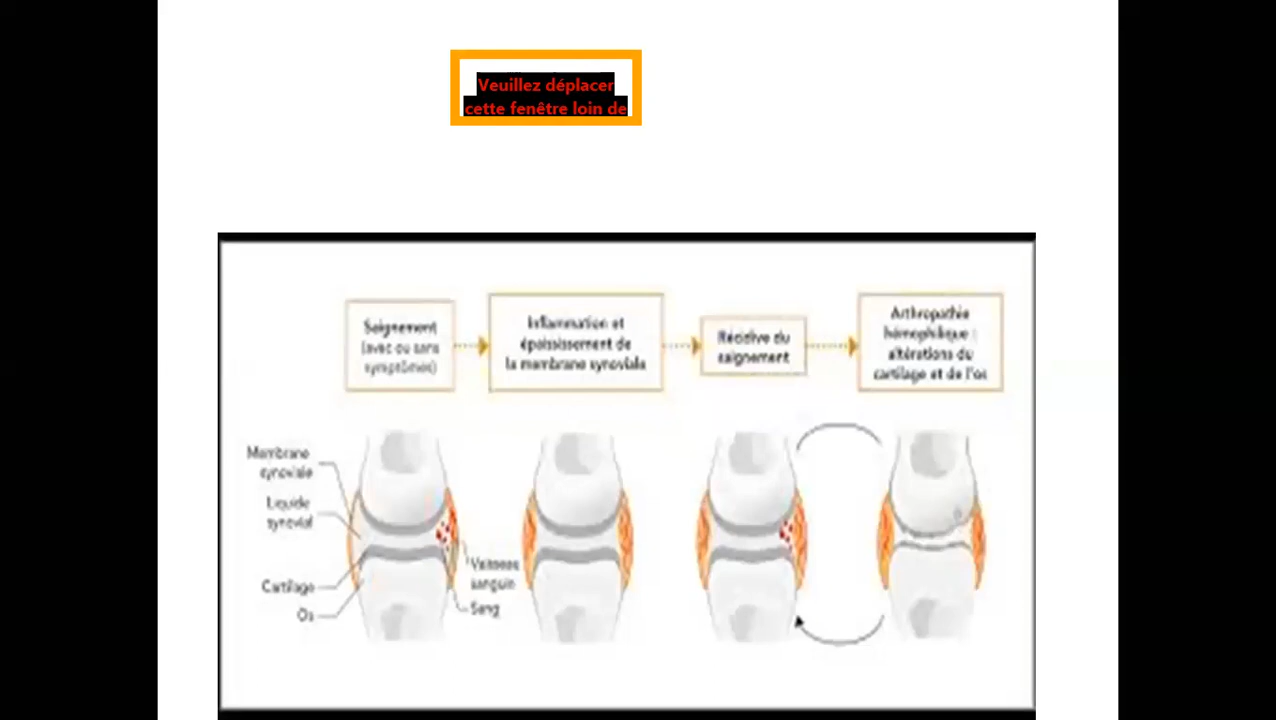 Veuillez déplacer
cette fenêtre loin de
Saignement
(avec ou sans
symptômes)
Inflammation et
épaississement de
la membrane synoviale
Récidive du
saignement
Arthropathie
hémophilique :
altérations du
cartilage et de l'os
Membrane
synoviale
Liquide
synovial
Cartilage
Os
Vaisseau
sanguin
Sang